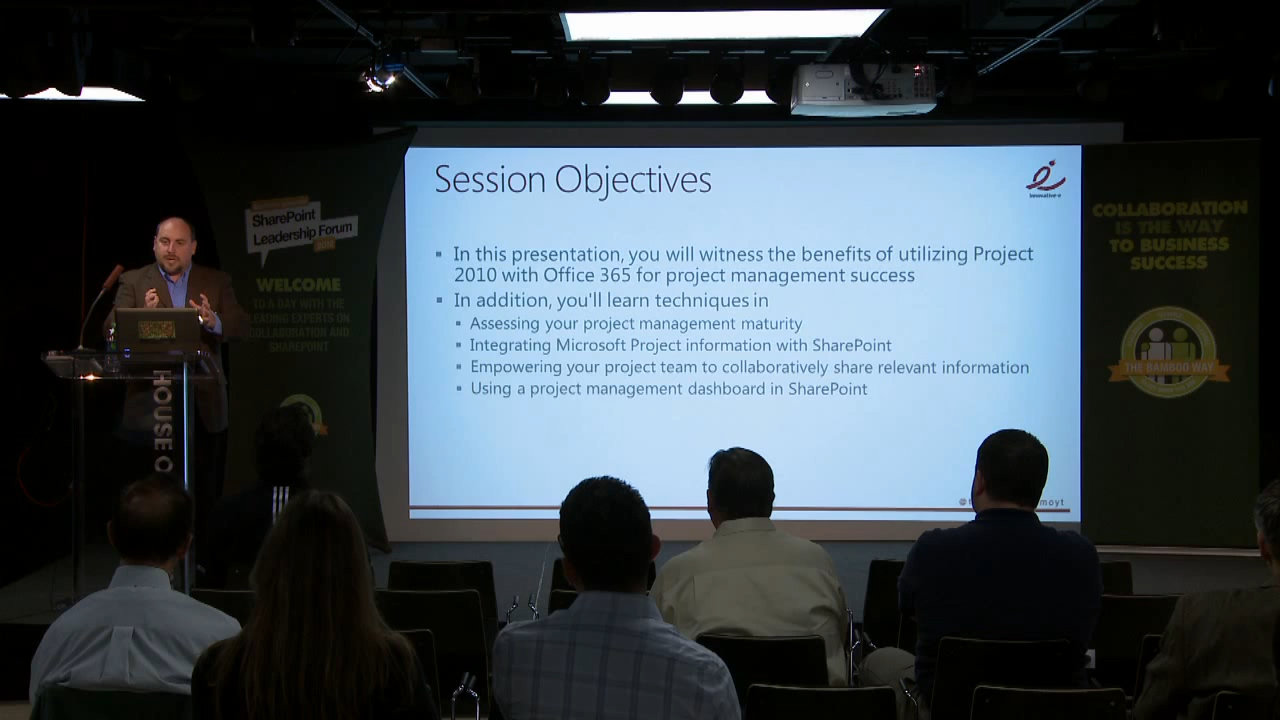 Session Objectives
innovative-e
In this presentation, you will witness the benefits of utilizing Project
2010 with Office 365 for project management success
In addition, you'll learn techniques in
Assessing your project management maturity
Integrating Microsoft Project information with SharePoint
Empowering your project team to collaboratively share relevant information
Using a project management dashboard in SharePoint
SharePoint
Leadership Forum
WELCOME
TO A DAY WITH THE
LEADING EXPERTS ON
COLLABORATION AND
SHAREPOINT
HOUSE O
COLLABORATION
IS THE WAY
TO BUSINESS
SUCCESS
THE BAMBOO WAY